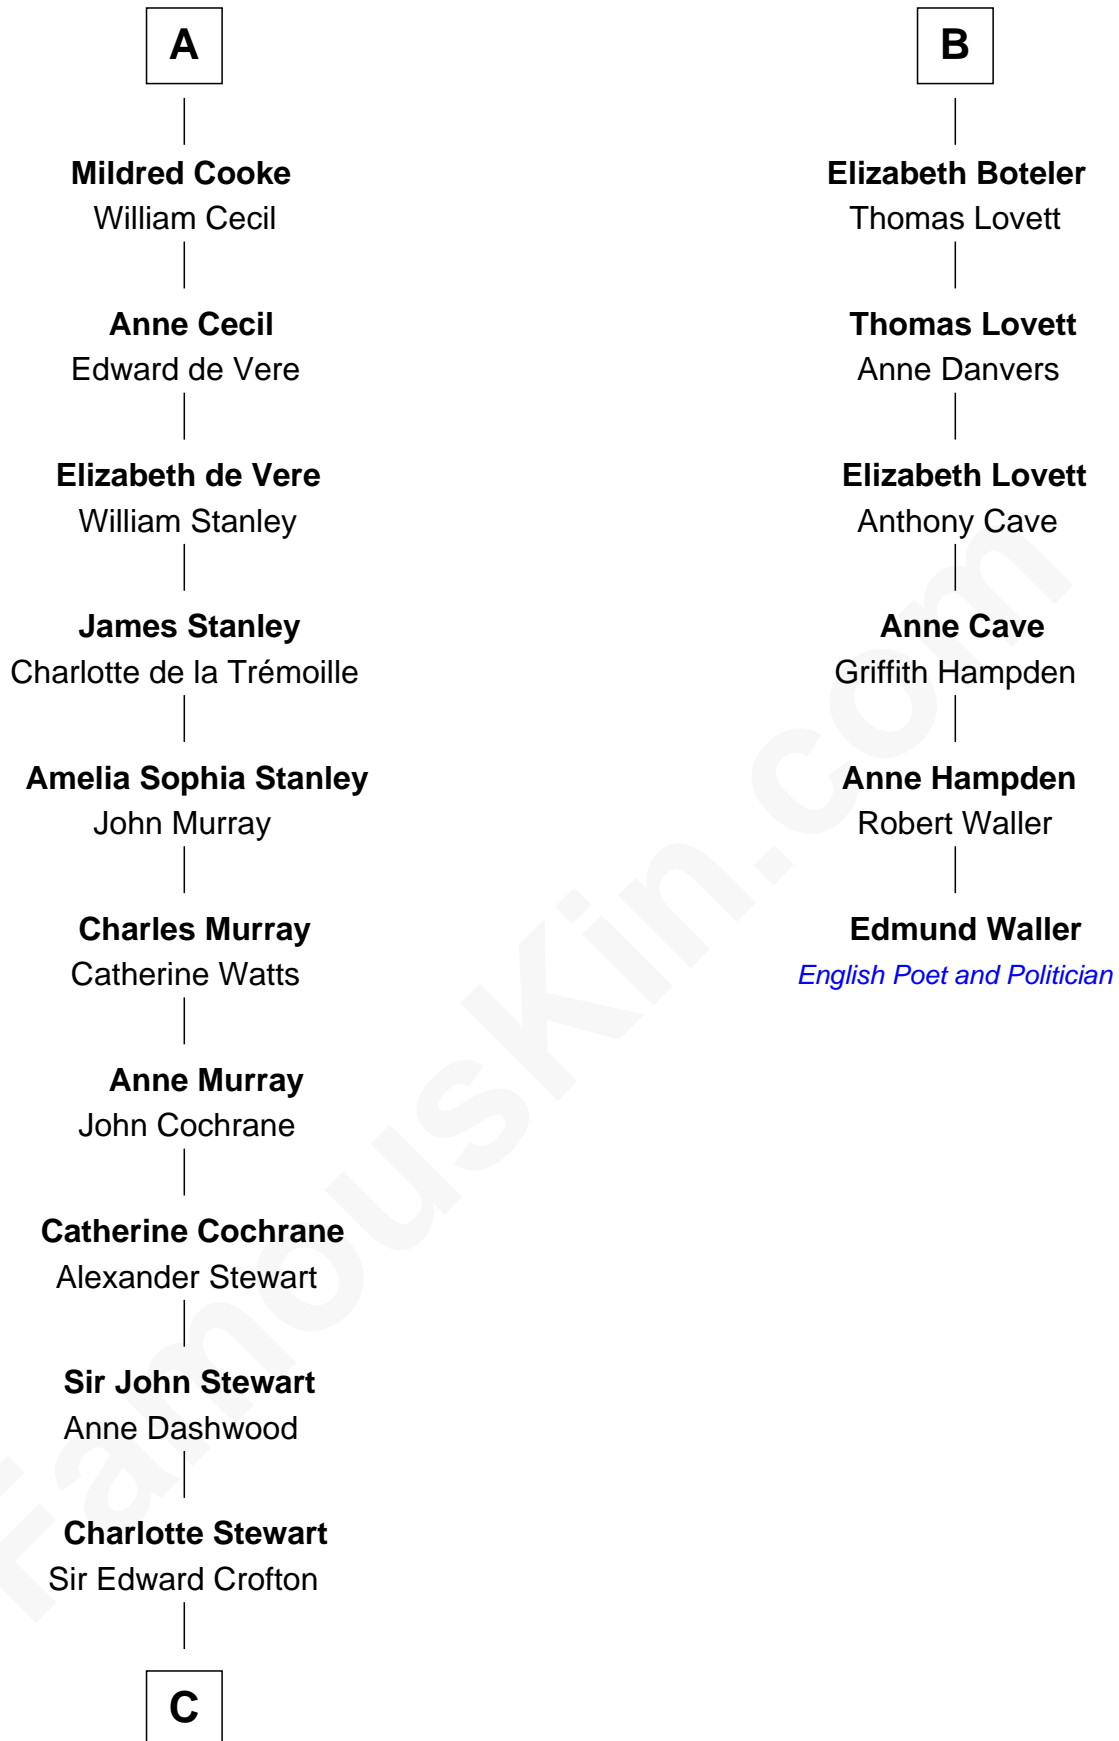 A
Mildred Cooke
William Cecil
Anne Cecil
Edward de Vere
Elizabeth de Vere
William Stanley
James Stanley
Charlotte de la Trémoille
Amelia Sophia Stanley
John Murray
Charles Murray
Catherine Watts
Anne Murray
John Cochrane
Catherine Cochrane
Alexander Stewart
Sir John Stewart
Anne Dashwood
Charlotte Stewart
Sir Edward Crofton
C
B
Elizabeth Boteler
Thomas Lovett
Thomas Lovett
Anne Danvers
Elizabeth Lovett
Anthony Cave
Anne Cave
Griffith Hampden
Anne Hampden
Robert Waller
Edmund Waller
English Poet and Politician
FamousKin.com